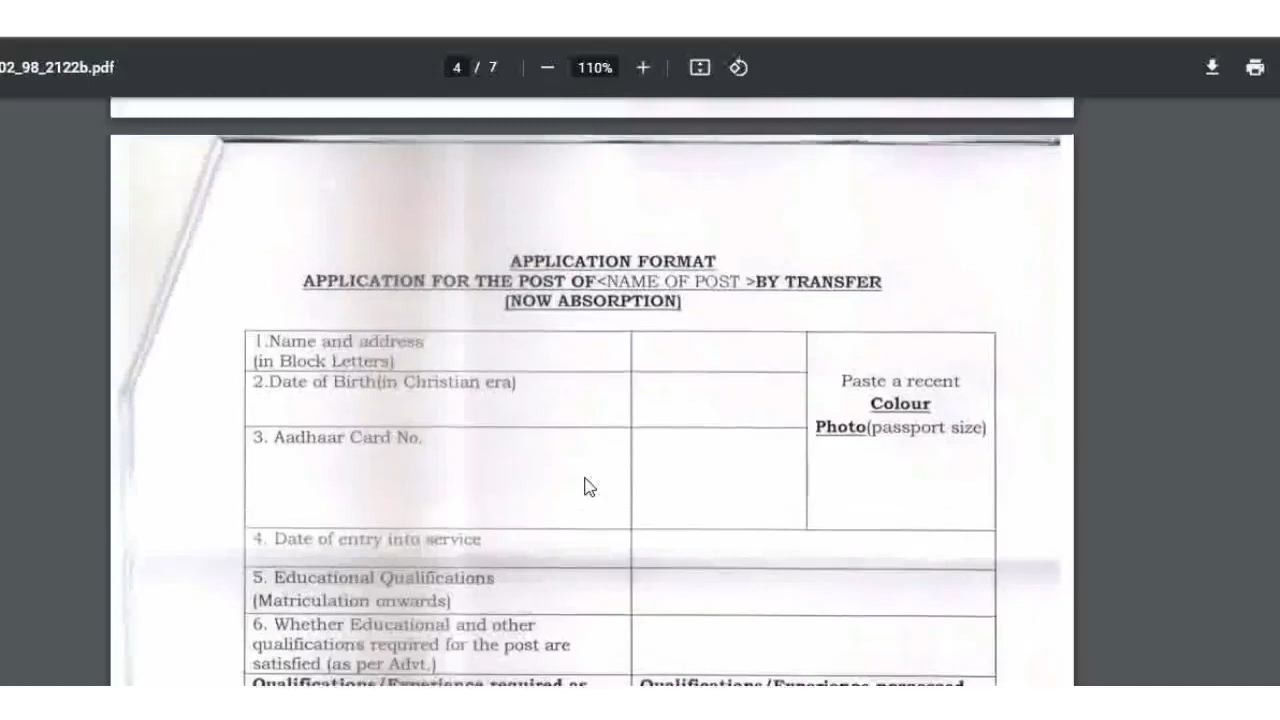 02_98_2122b.pdf
4 / 7
110%
APPLICATION FORMAT
APPLICATION FOR THE POST OF<NAME OF POST >BY TRANSFER
(NOW ABSORPTION)
1.Name and address
(in Block Letters)
2.Date of Birth(in Christian era)
3. Aadhaar Card No.
Paste a recent
Colour
Photo(passport size)
4. Date of entry into service
5. Educational Qualifications
(Matriculation onwards)
6. Whether Educational and other
qualifications required for the post are
satisfied (as per Advt.)
Qualifications/Experience required as
Qualifications/Experience possessed